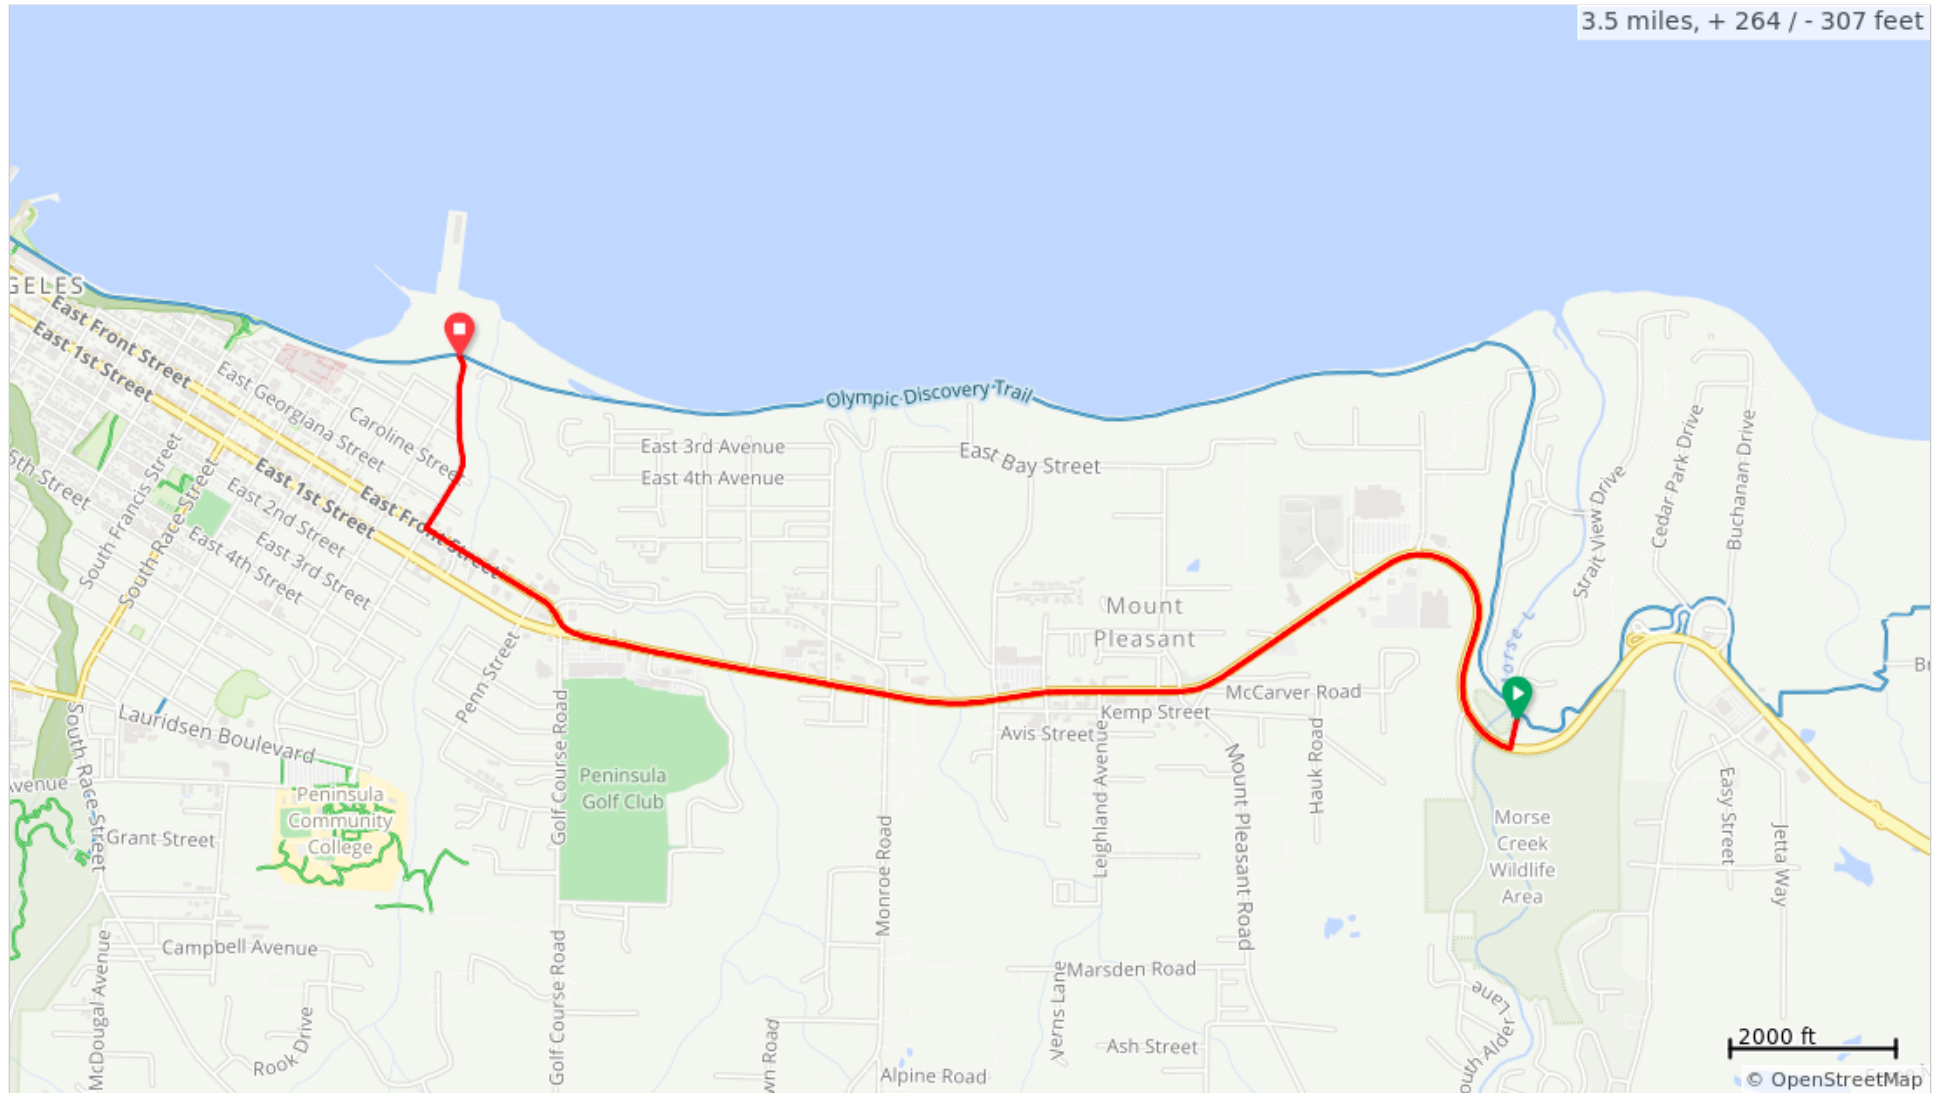 3.5 miles, + 264 / - 307 feet
GELES
East Front Street
East 1st Street
East Georgiana Street
Caroline Street
Olympic Discovery Trail
East 3rd Avenue
East 4th Avenue
East Bay Street
Cedar Park Drive
Buchanan Drive
Strait View Drive
5th Street
South Francis Street
South Race Street
East 1st Street
East Front Street
East 2nd Street
East 3rd Street
East 4th Street
Mount
Pleasant
Morse
McCarver Road
Kemp Street
Avis Street
Penn Street
Lauridsen Boulevard
South Race Street
Golf Course Road
Peninsula
Golf Club
Leighland Avenue
Mount Pleasant Road
Hauk Road
Easy Street
Jetta Way
Peninsula
Community
College
Grant Street
Monroe Road
Morse
Creek
Wildlife
Area
Campbell Avenue
McDougal Avenue
Golf Course Road
Rook Drive
Marsden Road
Verns Lane
Ash Street
Alpine Road
wn Road
outh Alder Lane
2000 ft
© OpenStreetMap